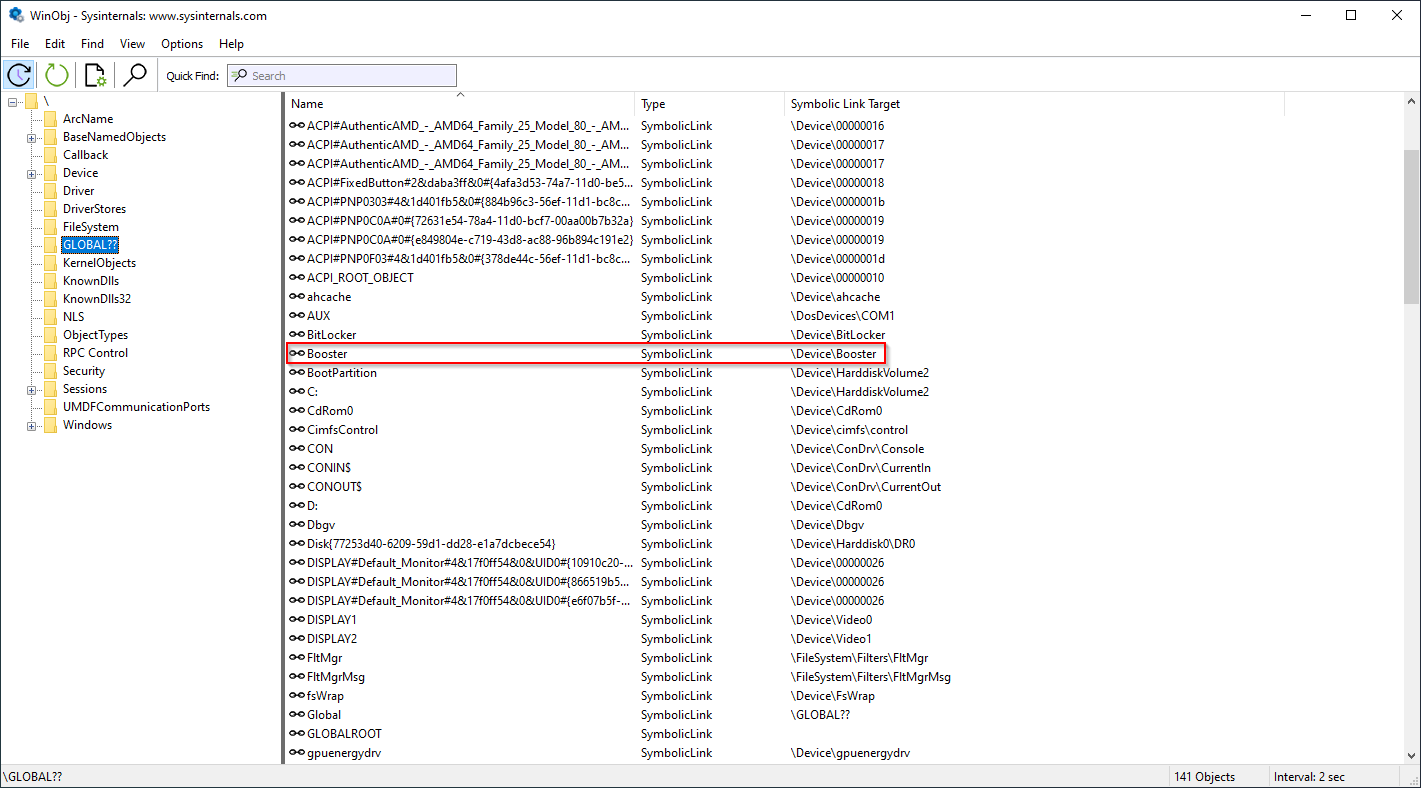 WinObj - Sysinternals: www.sysinternals.com
File Edit Find View Options Help
Quick Find: Search
\
ArcName
BaseNamedObjects
Callback
Device
Driver
DriverStores
FileSystem
GLOBAL??
KernelObjects
KnownDlls
KnownDlls32
NLS
ObjectTypes
RPC Control
Security
Sessions
UMDFCommunicationPorts
Windows
Name Type Symbolic Link Target
ACPI#AuthenticAMD_-_AMD64_Family_25_Model_80_-_AM... SymbolicLink \Device\00000016
ACPI#AuthenticAMD_-_AMD64_Family_25_Model_80_-_AM... SymbolicLink \Device\00000017
ACPI#AuthenticAMD_-_AMD64_Family_25_Model_80_-_AM... SymbolicLink \Device\00000017
ACPI#FixedButton#2&daba3ff&0#{4afa3d53-74a7-11d0-be5... SymbolicLink \Device\00000018
ACPI#PNP0303#4&1d401fb5&0#{884b96c3-56ef-11d1-bc8c... SymbolicLink \Device\0000001b
ACPI#PNP0C0A#0#{72631e54-78a4-11d0-bcf7-00aa00b7b32a} SymbolicLink \Device\00000019
ACPI#PNP0C0A#0#{e849804e-c719-43d8-ac88-96b894c191e2} SymbolicLink \Device\00000019
ACPI#PNP0F03#4&1d401fb5&0#{378de44c-56ef-11d1-bc8c... SymbolicLink \Device\0000001d
ACPI_ROOT_OBJECT SymbolicLink \Device\00000010
ahcache SymbolicLink \Device\ahcache
AUX SymbolicLink \DosDevices\COM1
BitLocker SymbolicLink \Device\BitLocker
Booster SymbolicLink \Device\Booster
BootPartition SymbolicLink \Device\HarddiskVolume2
C: SymbolicLink \Device\HarddiskVolume2
CdRom0 SymbolicLink \Device\CdRom0
CimfsControl SymbolicLink \Device\cimfs\control
CON SymbolicLink \Device\ConDrv\Console
CONIN$ SymbolicLink \Device\ConDrv\CurrentIn
CONOUT$ SymbolicLink \Device\ConDrv\CurrentOut
D: SymbolicLink \Device\CdRom0
Dbgv SymbolicLink \Device\Dbgv
Disk{77253d40-6209-59d1-dd28-e1a7dcbece54} SymbolicLink \Device\Harddisk0\DR0
DISPLAY#Default_Monitor#4&17f0ff54&0&UID0#{10910c20-... SymbolicLink \Device\00000026
DISPLAY#Default_Monitor#4&17f0ff54&0&UID0#{866519b5... SymbolicLink \Device\00000026
DISPLAY#Default_Monitor#4&17f0ff54&0&UID0#{e6f07b5f-... SymbolicLink \Device\00000026
DISPLAY1 SymbolicLink \Device\Video0
DISPLAY2 SymbolicLink \Device\Video1
FltMgr SymbolicLink \FileSystem\Filters\FltMgr
FltMgrMsg SymbolicLink \FileSystem\Filters\FltMgrMsg
fsWrap SymbolicLink \Device\FsWrap
Global SymbolicLink \GLOBAL??
GLOBALROOT SymbolicLink
gpuenergydrv SymbolicLink \Device\gpuenergydrv
\GLOBAL?? 141 Objects Interval: 2 sec